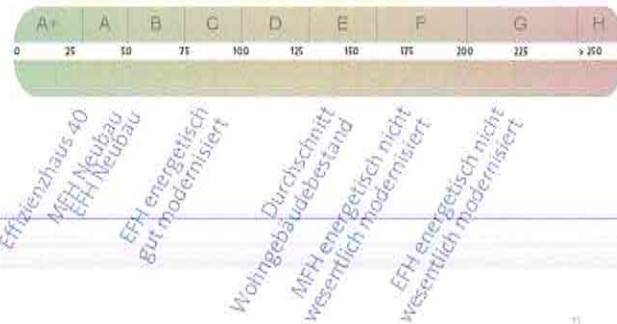 A+ A B C D E F G H
0 25 50 75 100 125 150 175 200 225 > 250
Effizienzhaus 40
MFH Neubau
EFH Neubau
EFH energetisch
gut modernisiert
Durchschnitt
Wohngebäudebestand
MFH energetisch nicht
wesentlich modernisiert
EFH energetisch nicht
wesentlich modernisiert